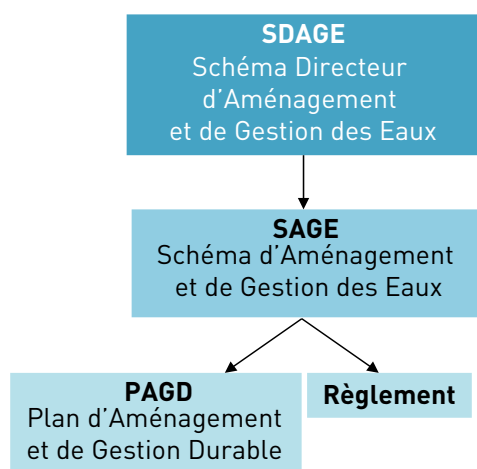 SDAGE
Schéma Directeur
d'Aménagement
et de Gestion des Eaux
SAGE
Schéma d'Aménagement
et de Gestion des Eaux
PAGD
Plan d'Aménagement
et de Gestion Durable
Règlement